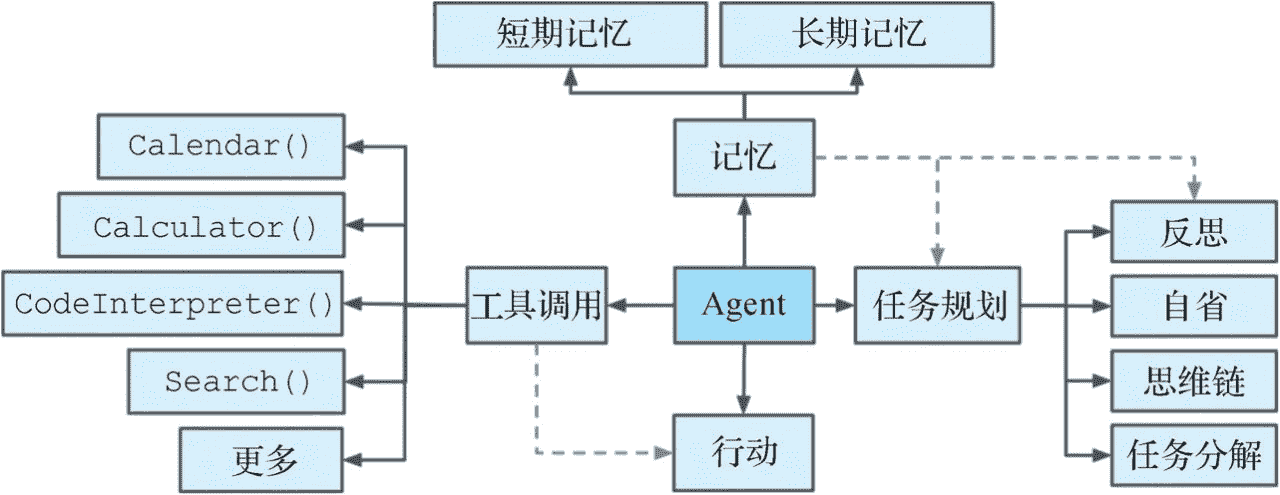 短期记忆
长期记忆
Calendar()
记忆
Calculator()
反思
CodeInterpreter()
工具调用
Agent
任务规划
自省
Search()
思维链
更多
行动
任务分解